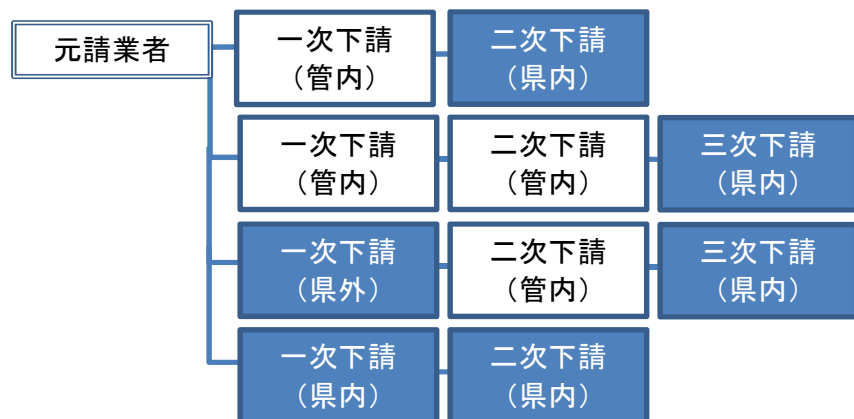 元請業者
一次下請
（管内）
二次下請
（県内）
一次下請
（管内）
二次下請
（管内）
三次下請
（県内）
一次下請
（県外）
二次下請
（管内）
三次下請
（県内）
一次下請
（県内）
二次下請
（県内）